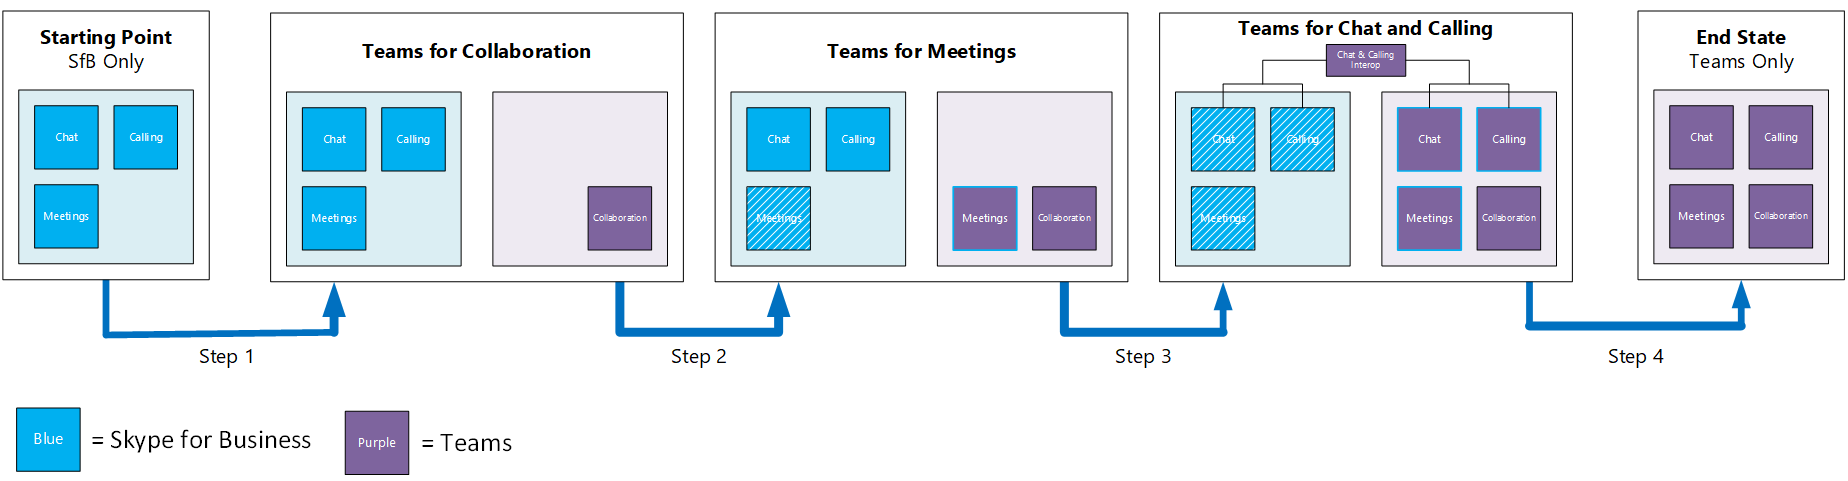 Starting Point
SfB Only
Chat
Calling
Meetings
Teams for Collaboration
Chat
Calling
Meetings
Collaboration
Teams for Meetings
Chat
Calling
Meetings
Meetings
Collaboration
Teams for Chat and Calling
Chat & Calling
Interop
Chat
Calling
Meetings
Chat
Calling
Meetings
Collaboration
End State
Teams Only
Chat
Calling
Meetings
Collaboration
Step 1
Step 2
Step 3
Step 4
Blue
= Skype for Business
Purple
= Teams